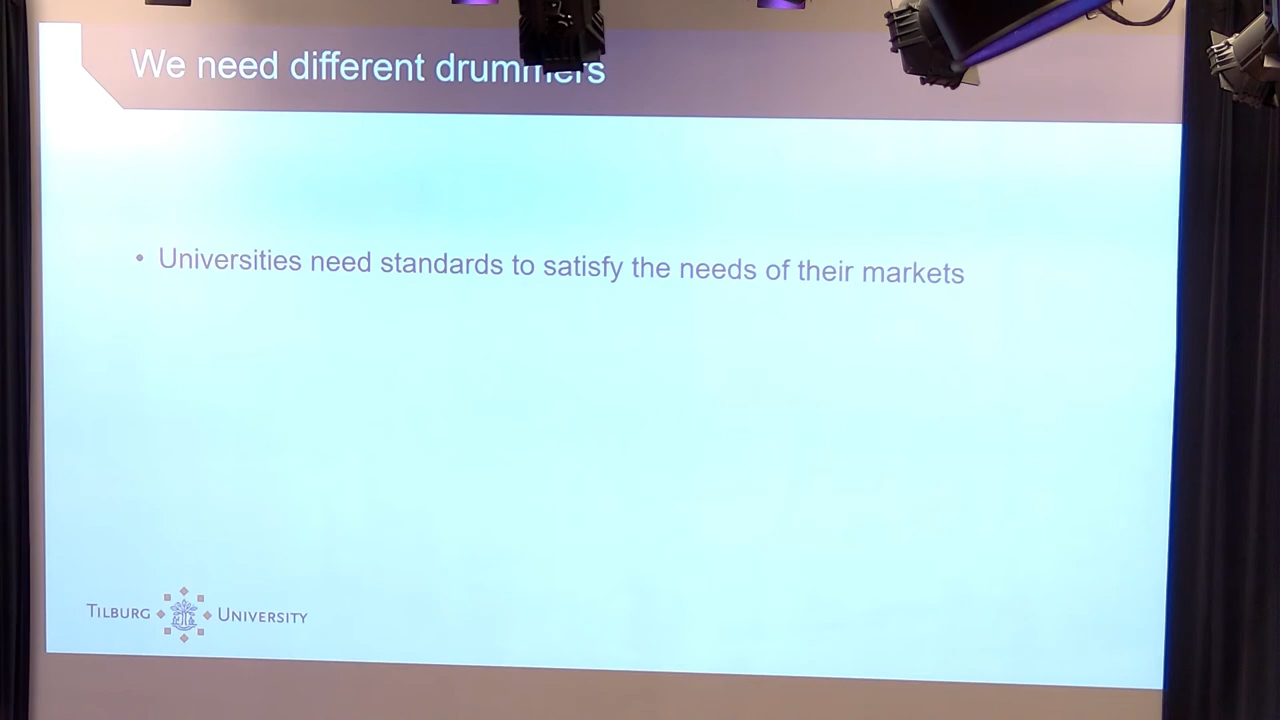 We need different drummers
• Universities need standards to satisfy the needs of their markets
TILBURG UNIVERSITY